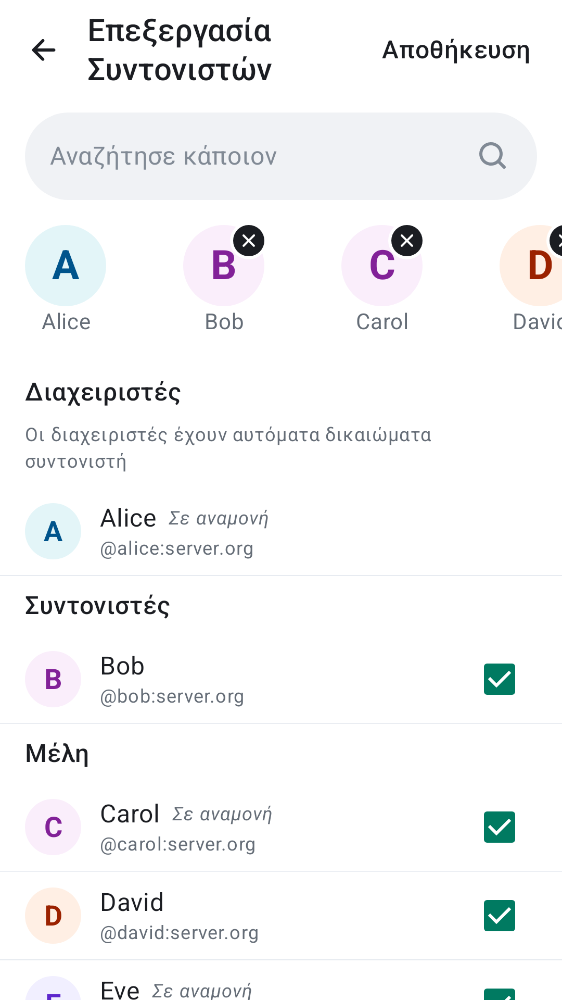 Επεξεργασία
Συντονιστών
Αποθήκευση
Αναζήτησε κάποιον
A
B
C
D
Alice
Bob
Carol
Διαχειριστές
Οι διαχειριστές έχουν αυτόματα δικαιώματα
συντονιστή
A
Alice Σε αναμονή
@alice:server.org
Συντονιστές
B
Bob
@bob:server.org
Μέλη
C
Carol Σε αναμονή
@carol:server.org
D
David
@david:server.org
Eve Σε αναμονή